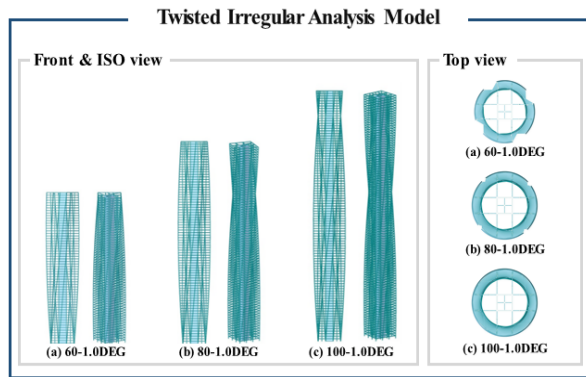 Twisted Irregular Analysis Model
Front & ISO view
(a) 60-1.0DEG
(b) 80-1.0DEG
(c) 100-1.0DEG
Top view
(a) 60-1.0DEG
(b) 80-1.0DEG
(c) 100-1.0DEG